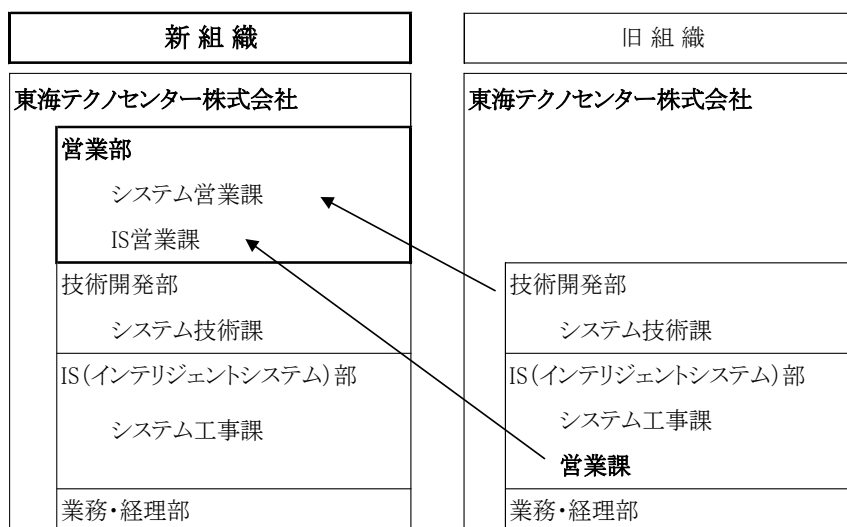 新 組 織
東海テクノセンター株式会社
営業部
システム営業課
IS営業課
技術開発部
システム技術課
IS(インテリジェントシステム)部
システム工事課
業務・経理部
旧 組 織
東海テクノセンター株式会社
技術開発部
システム技術課
IS(インテリジェントシステム)部
システム工事課
営業課
業務・経理部